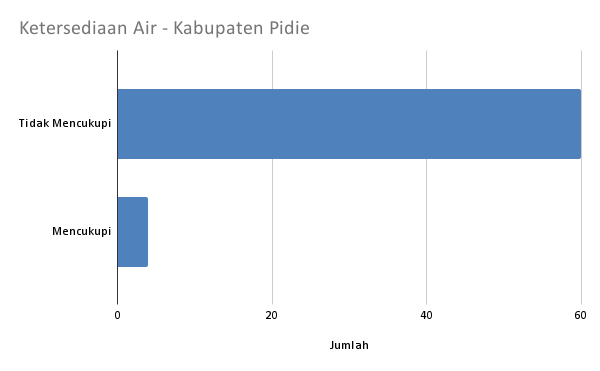 Ketersediaan Air - Kabupaten Pidie
Tidak Mencukupi
Mencukupi
0 20 40 60
Jumlah